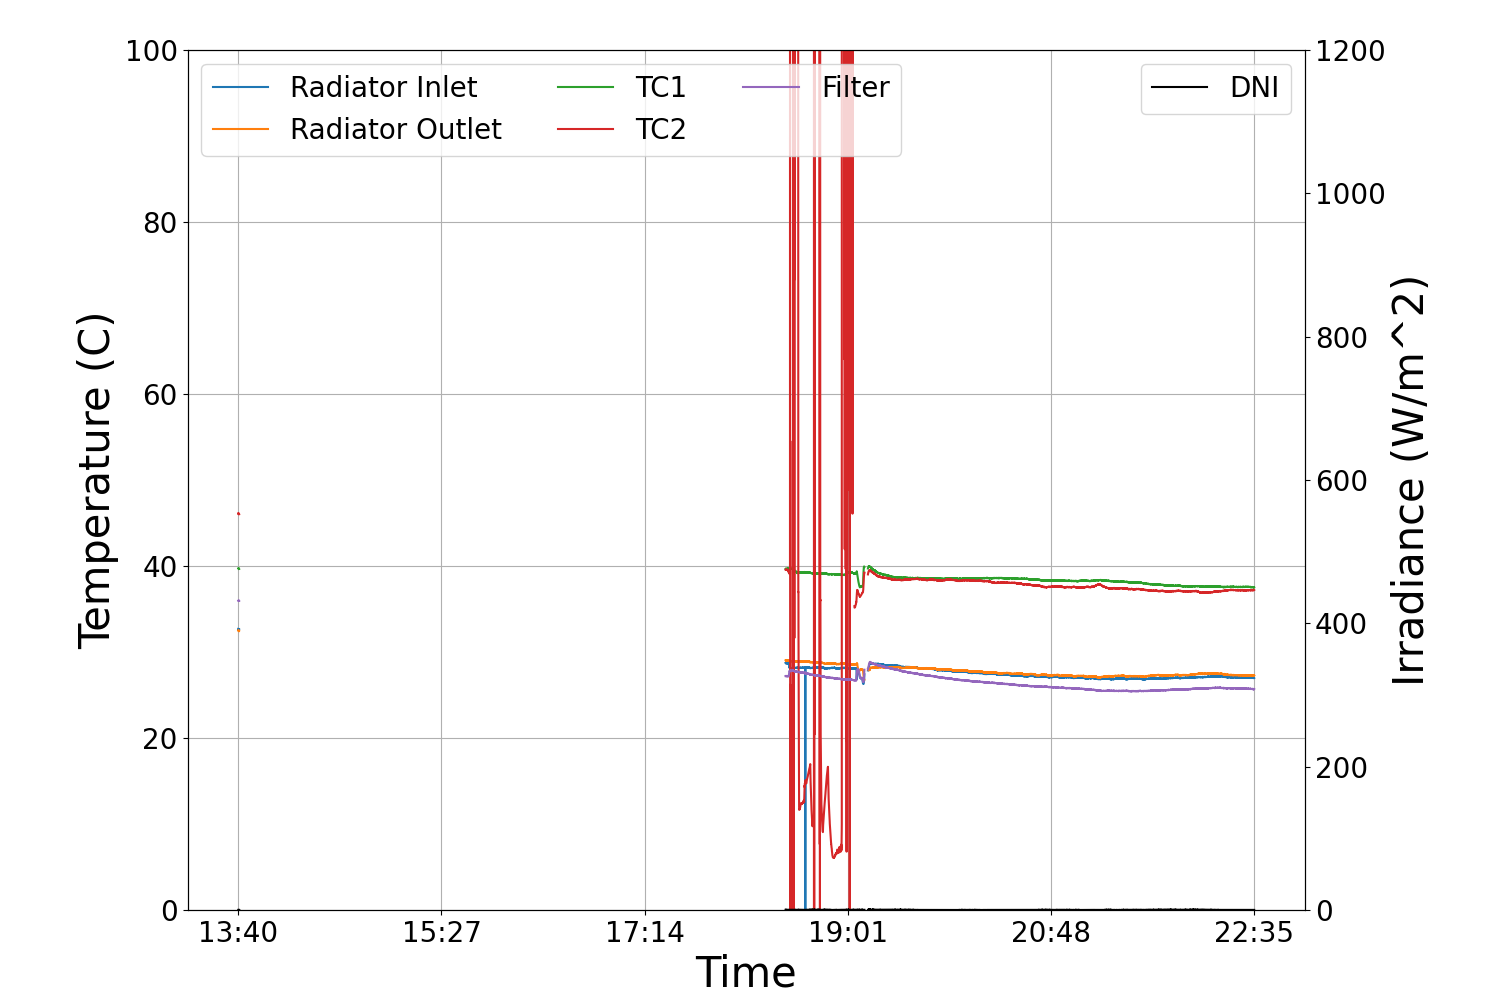 100
80
60
40
20
0
Temperature (C)
Radiator Inlet
Radiator Outlet
TC1
TC2
Filter
DNI
1200
1000
800
600
400
200
0
Irradiance (W/m^2)
13:40 15:27 17:14 19:01 20:48 22:35
Time